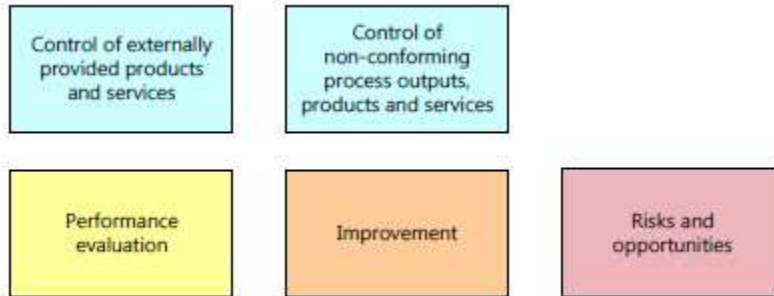 Control of externally
provided products
and services
Control of
non-conforming
process outputs,
products and services
Performance
evaluation
Improvement
Risks and
opportunities